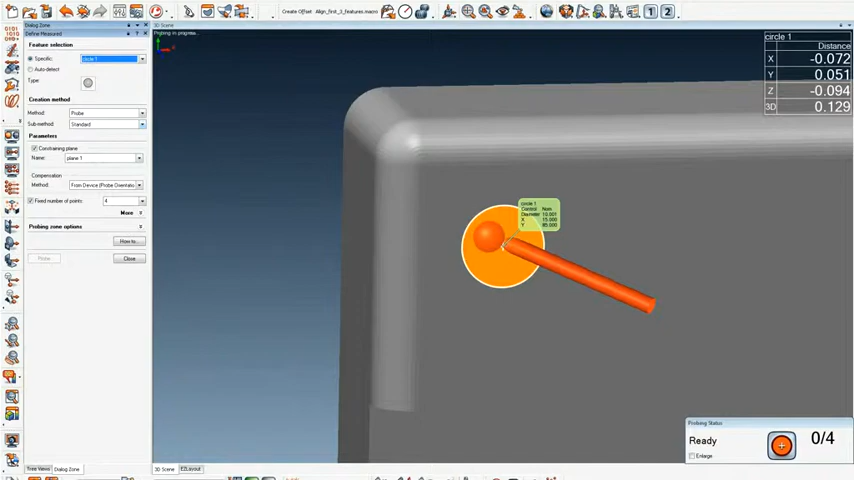 Create Offset Align_first_3_features.macro
Dialog Zone
Define Measured
Feature selection
Specific: circle 1
Auto-detect
Type:
Creation method
Method: Probe
Sub-method: Standard
Parameters
Constraining plane
Name: plane 1
Compensation
Method: From Device (Probe Orientatio
Fixed number of points: 4
More
Probing zone options
How to...
Probe Close
Tree Views Dialog Zone
3D Scene
Probing in progress...
circle 1
Control Nom
Diameter 10.001
X 15.000
Y 85.000
circle 1
Distance
X -0.072
Y 0.051
Z -0.094
3D 0.129
Probing Status
Ready 0/4
Enlarge
3D Scene EZLayout
1 2